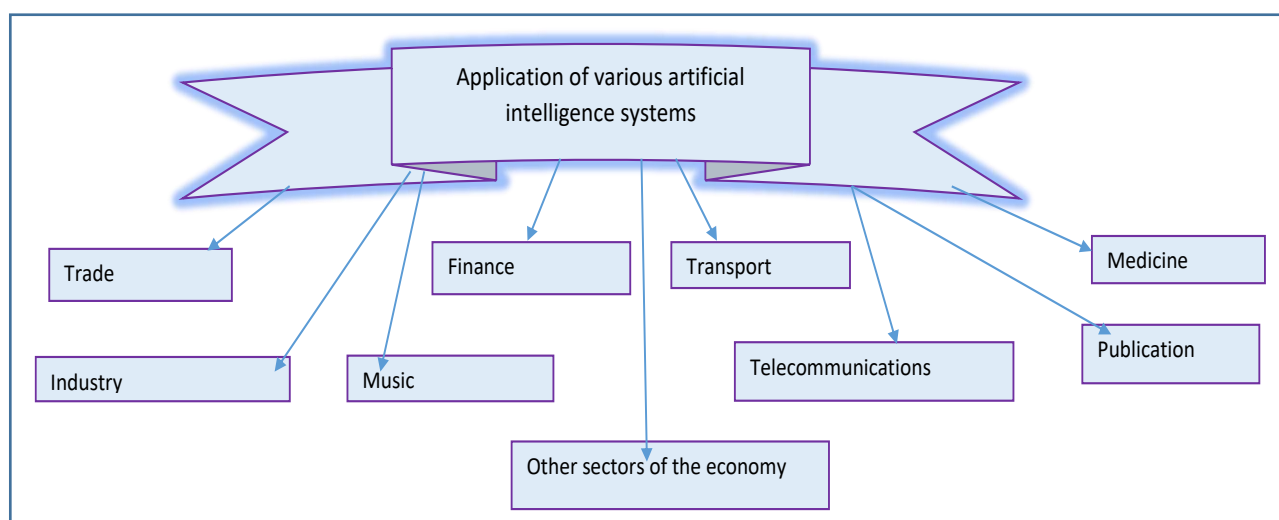 Application of various artificial
intelligence systems
Trade
Finance
Transport
Medicine
Industry
Music
Telecommunications
Publication
Other sectors of the economy